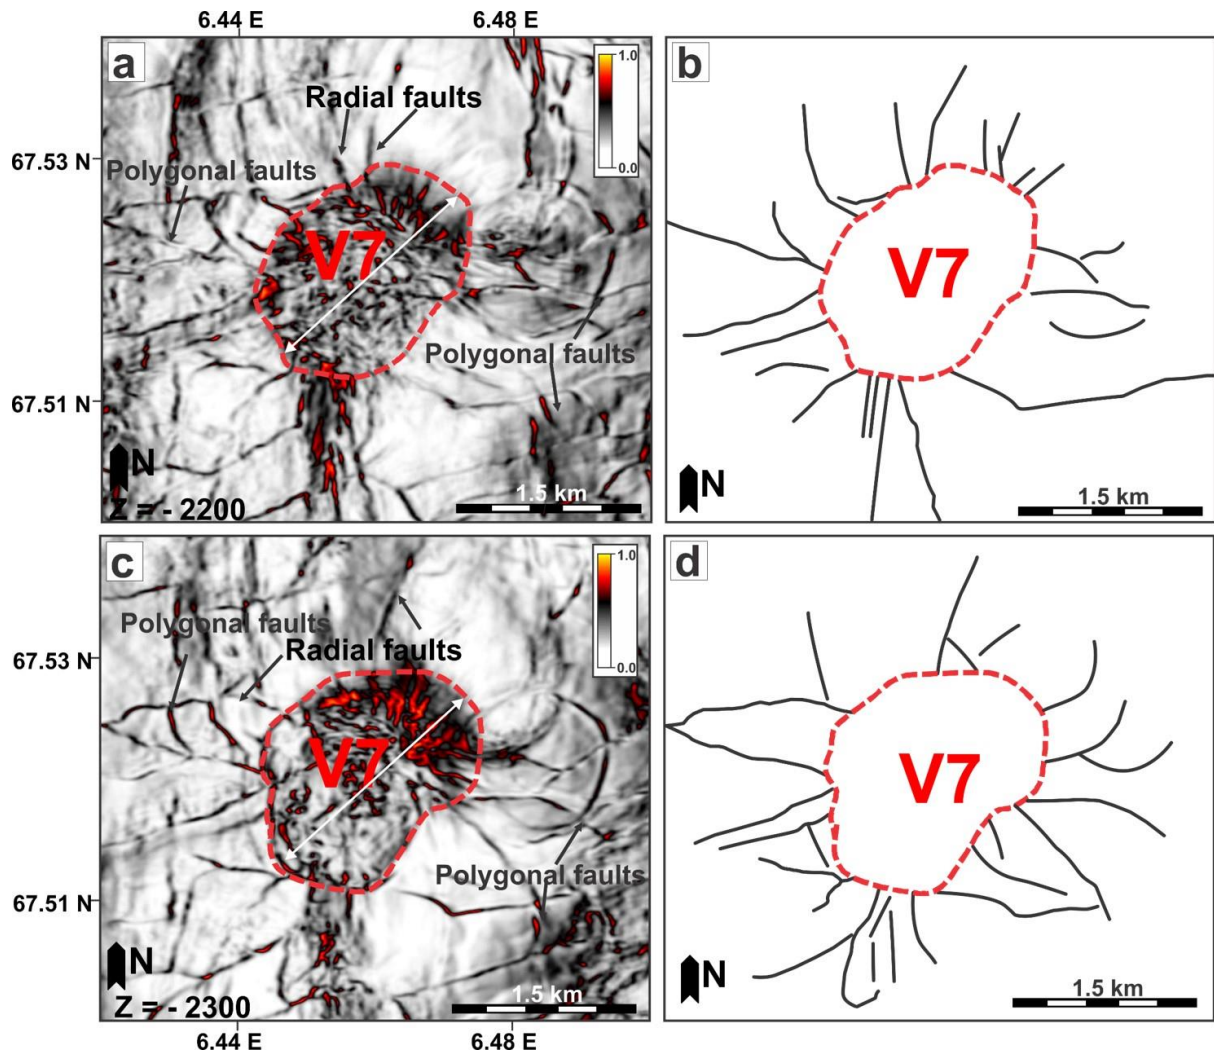 6.44 E
6.48 E
a
1.0
0.0
Radial faults
67.53 N
Polygonal faults
V7
Polygonal faults
67.51 N
N
1.5 km
Z = - 2200
b
V7
N
1.5 km
c
1.0
0.0
Polygonal faults
Radial faults
67.53 N
V7
Polygonal faults
67.51 N
N
1.5 km
Z = - 2300
6.44 E
6.48 E
d
V7
N
1.5 km